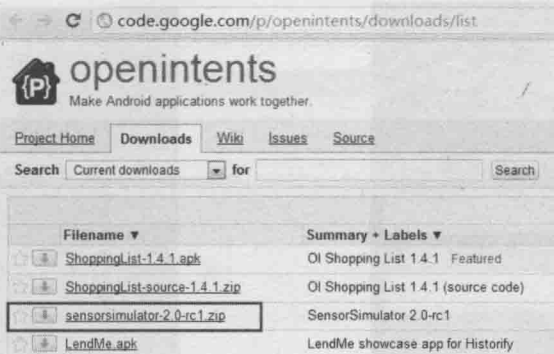 code.google.com/p/openintents/downloads/list
{P} openintents
Make Android applications work together.
Project Home Downloads Wiki Issues Source
Search Current downloads for Search
Filename ▼ Summary + Labels ▼
ShoppingList-1.4.1.apk OI Shopping List 1.4.1 Featured
ShoppingList-source-1.4.1.zip OI Shopping List 1.4.1 (source code)
sensorsimulator-2.0-rc1.zip SensorSimulator 2.0-rc1
LendMe.apk LendMe showcase app for Historify